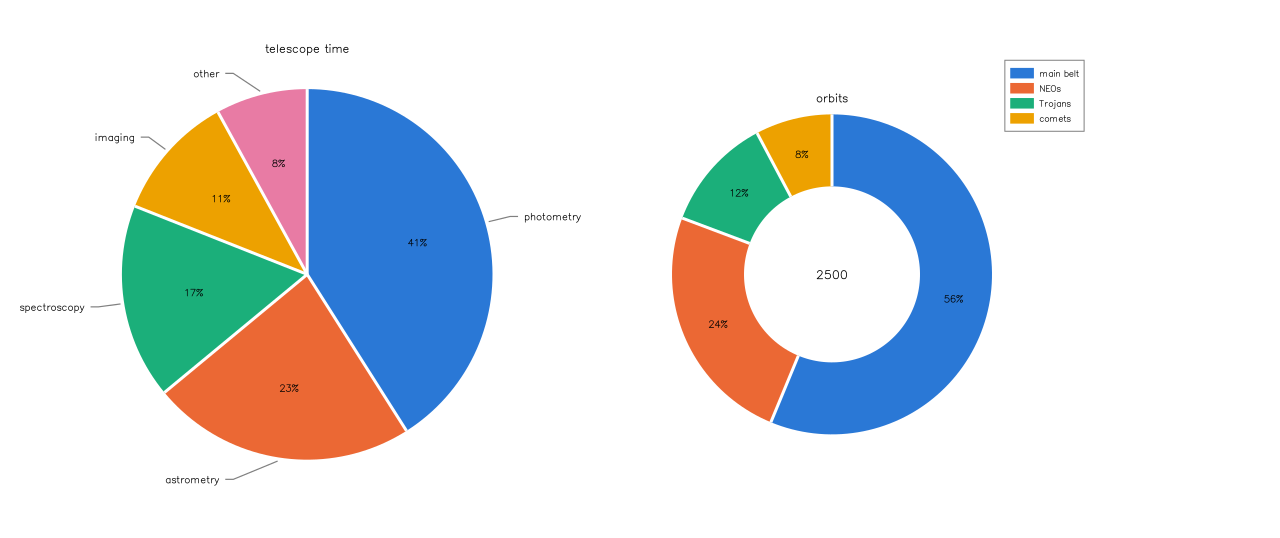 telescope time
other
imaging
photometry
spectroscopy
astrometry
8%
11%
41%
17%
23%
orbits
8%
12%
56%
24%
2500
main belt
NEOs
Trojans
comets